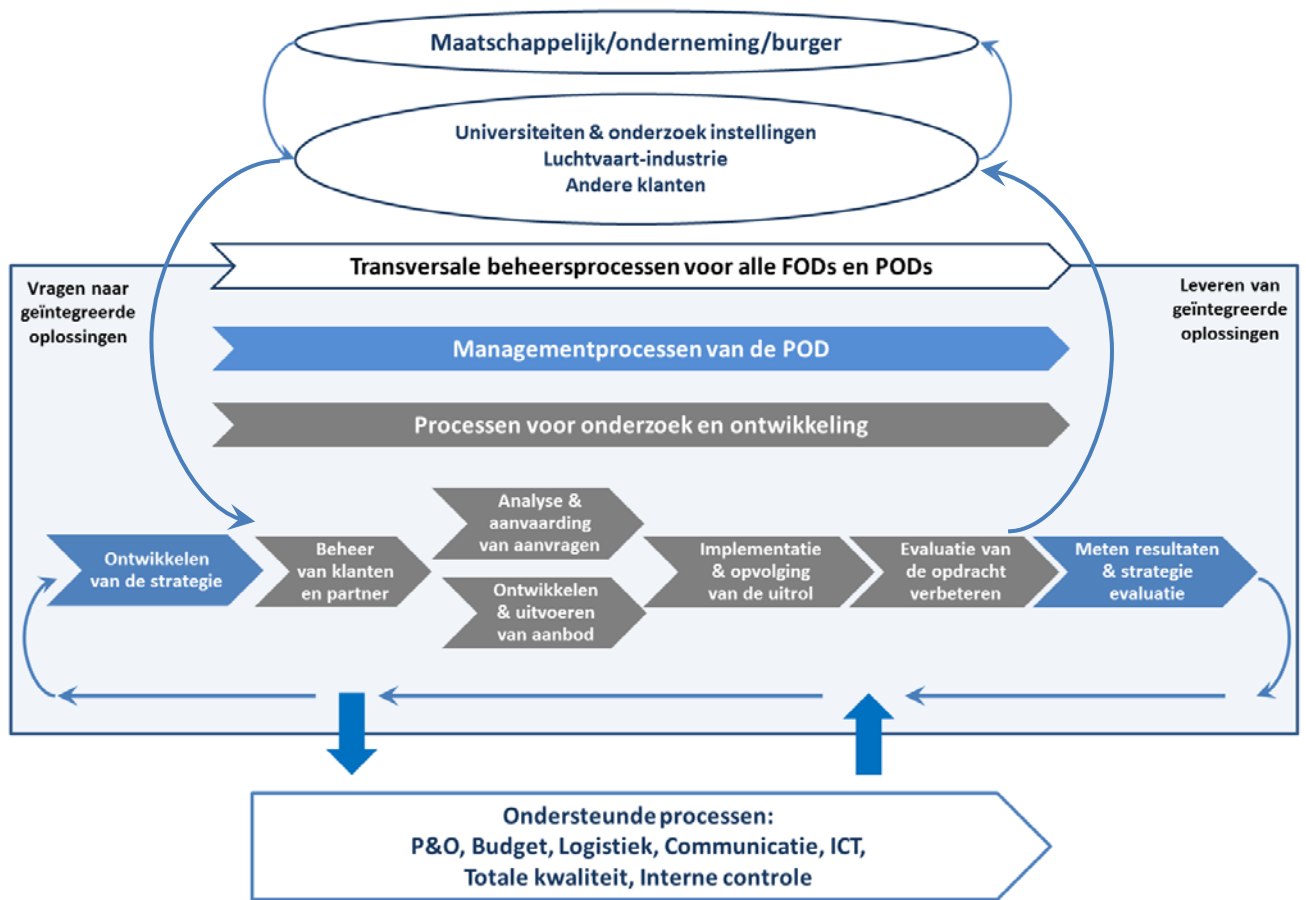 Maatschappelijk/onderneming/burger
Universiteiten & onderzoek instellingen
Luchtvaart-industrie
Andere klanten
Transversale beheersprocessen voor alle FODs en PODs
Vragen naar
geïntegreerde
oplossingen
Leveren van
geïntegreerde
oplossingen
Managementprocessen van de POD
Processen voor onderzoek en ontwikkeling
Ontwikkelen
van de strategie
Beheer
van klanten
en partner
Analyse &
aanvaarding
van aanvragen
Ontwikkelen
& uitvoeren
van aanbod
Implementatie
& opvolging
van de uitrol
Evaluatie van
de opdracht
verbeteren
Meten resultaten
& strategie
evaluatie
Ondersteunde processen:
P&O, Budget, Logistiek, Communicatie, ICT,
Totale kwaliteit, Interne controle